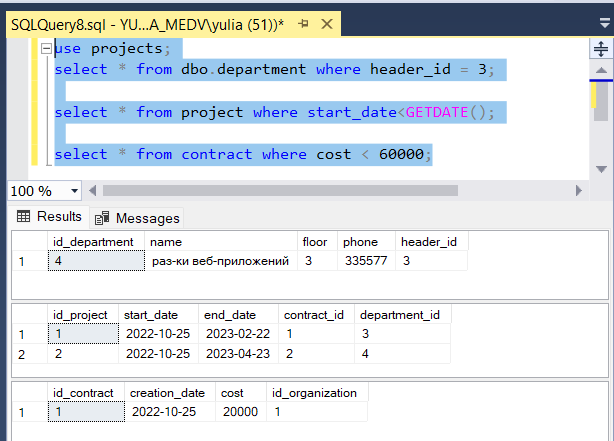 SQLQuery8.sql - YU...A_MEDV\yulia (51))*
use projects;
select * from dbo.department where header_id = 3;
select * from project where start_date<GETDATE();
select * from contract where cost < 60000;
100 %
Results Messages
id_department name floor phone header_id
1 4 раз-ки веб-приложений 3 335577 3
id_project start_date end_date contract_id department_id
1 1 2022-10-25 2023-02-22 1 3
2 2 2022-10-25 2023-04-23 2 4
id_contract creation_date cost id_organization
1 1 2022-10-25 20000 1